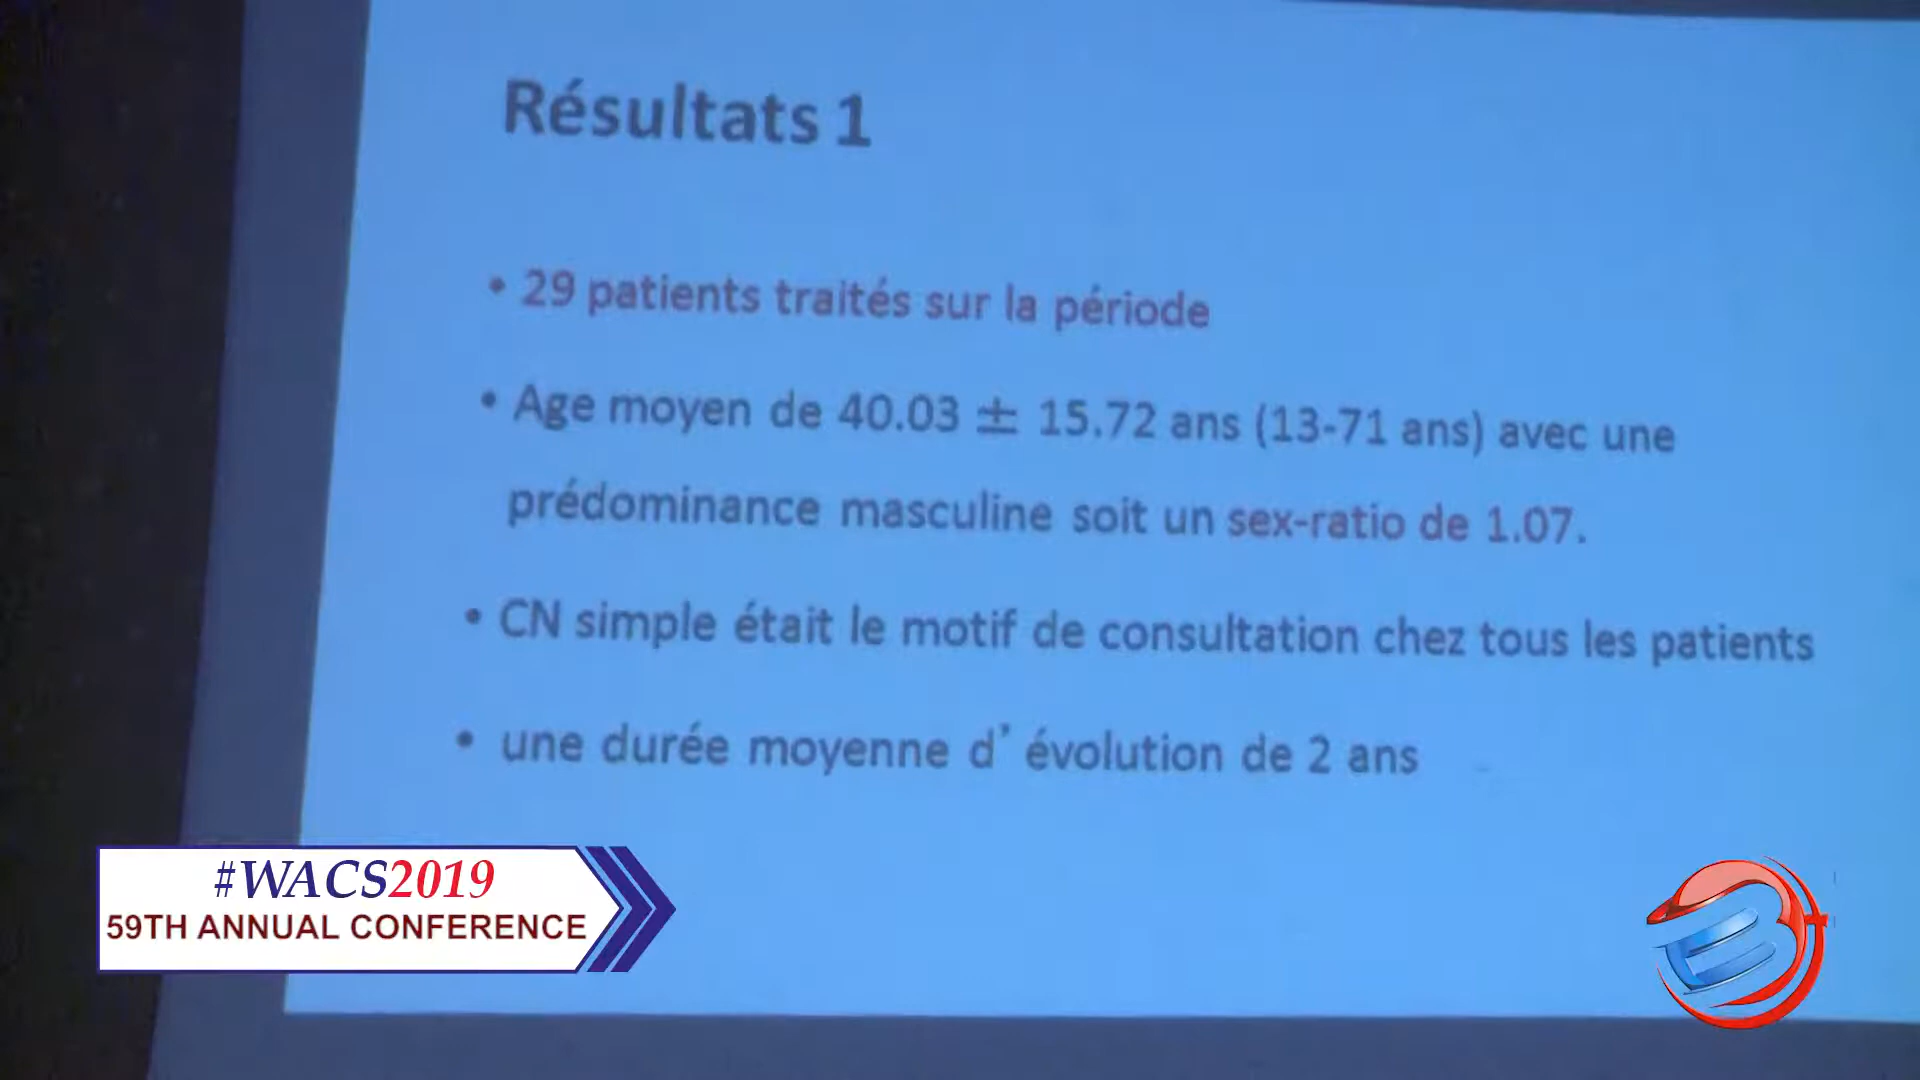 Résultats 1
• 29 patients traités sur la période
• Age moyen de 40.03 ± 15.72 ans (13-71 ans) avec une
prédominance masculine soit un sex-ratio de 1.07.
• CN simple était le motif de consultation chez tous les patients
• une durée moyenne d’ évolution de 2 ans
#WACS2019
59TH ANNUAL CONFERENCE